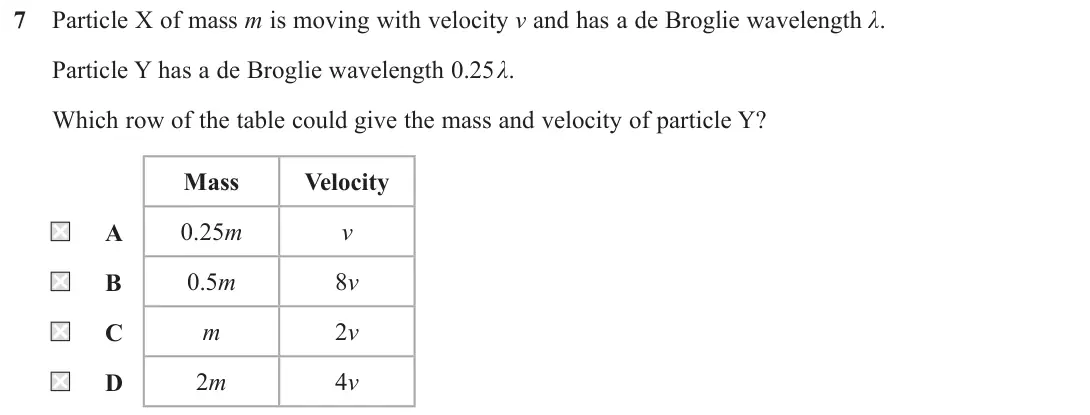 7 Particle X of mass m is moving with velocity v and has a de Broglie wavelength λ.
Particle Y has a de Broglie wavelength 0.25λ.
Which row of the table could give the mass and velocity of particle Y?
Mass Velocity
A 0.25m v
B 0.5m 8v
C m 2v
D 2m 4v